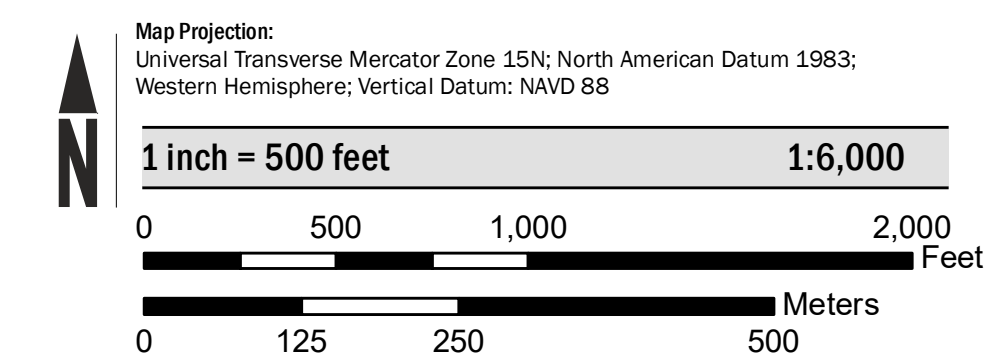 Map Projection:
Universal Transverse Mercator Zone 15N; North American Datum 1983;
Western Hemisphere; Vertical Datum: NAVD 88
N
1 inch = 500 feet 1:6,000
0 500 1,000 2,000
Feet
Meters
0 125 250 500